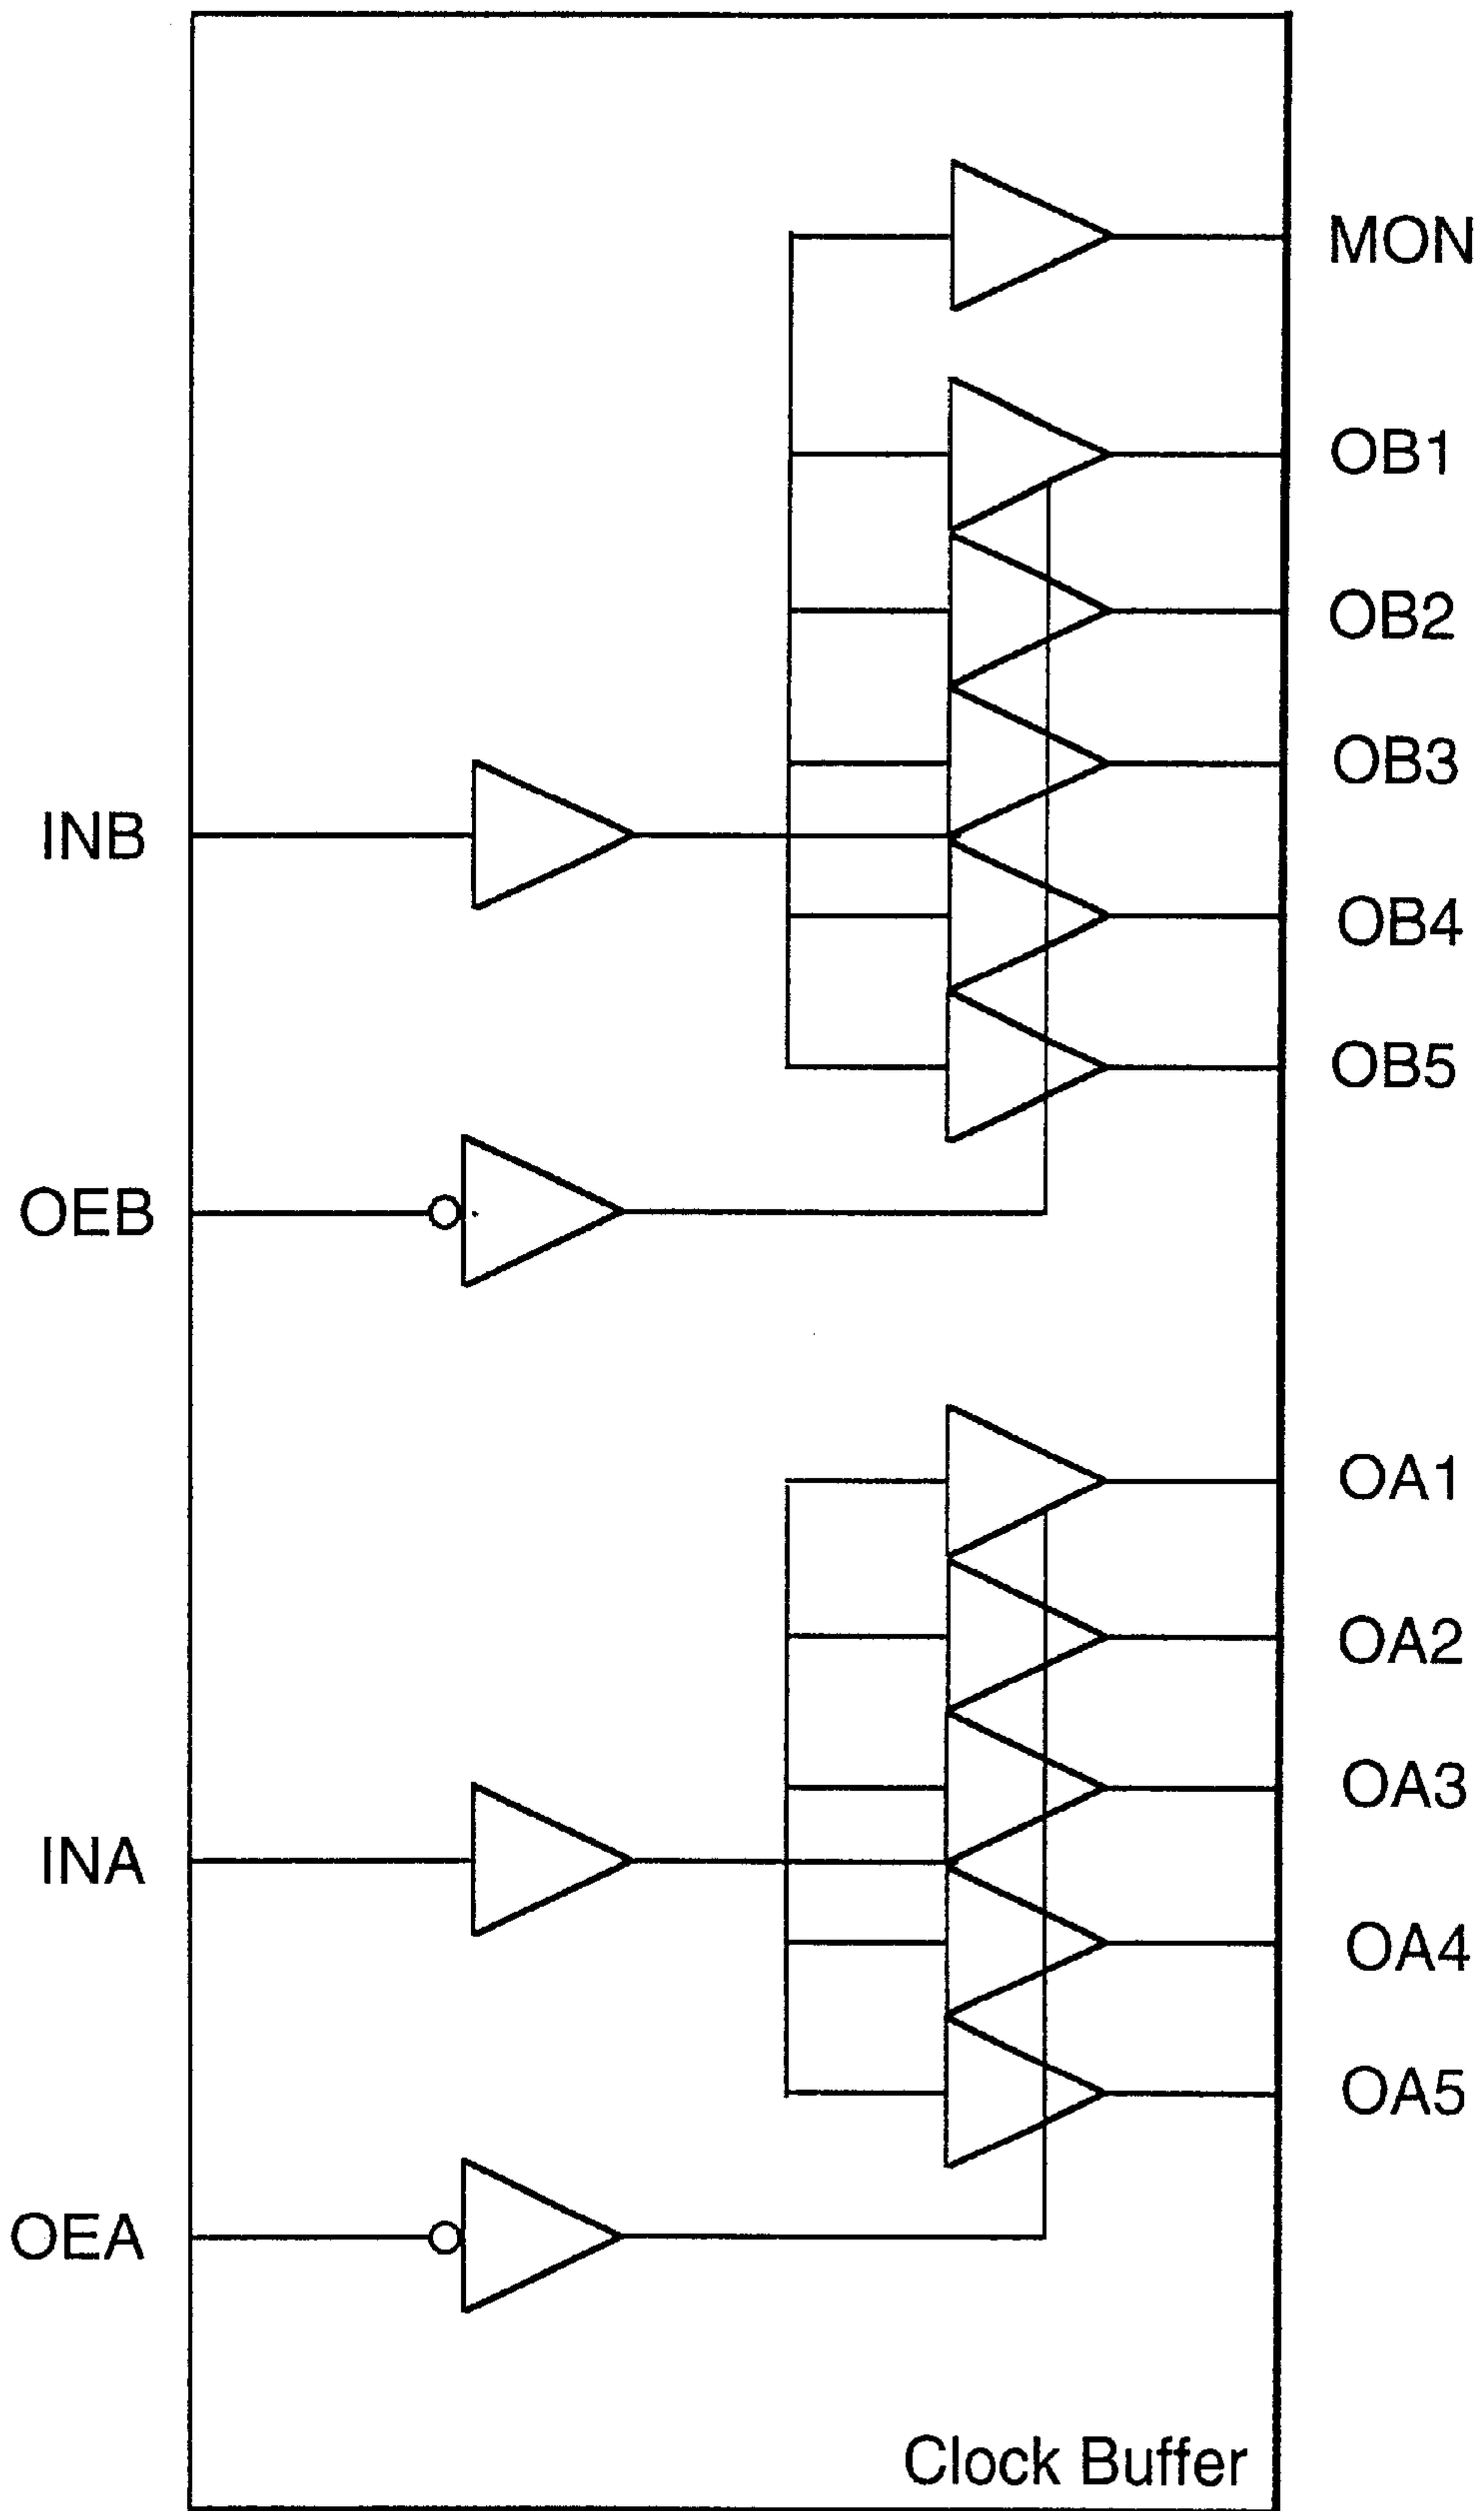 MON
OB1
OB2
OB3
INB
OB4
OB5
OEB
OA1
OA2
OA3
INA
OA4
OA5
OEA
Clock Buffer